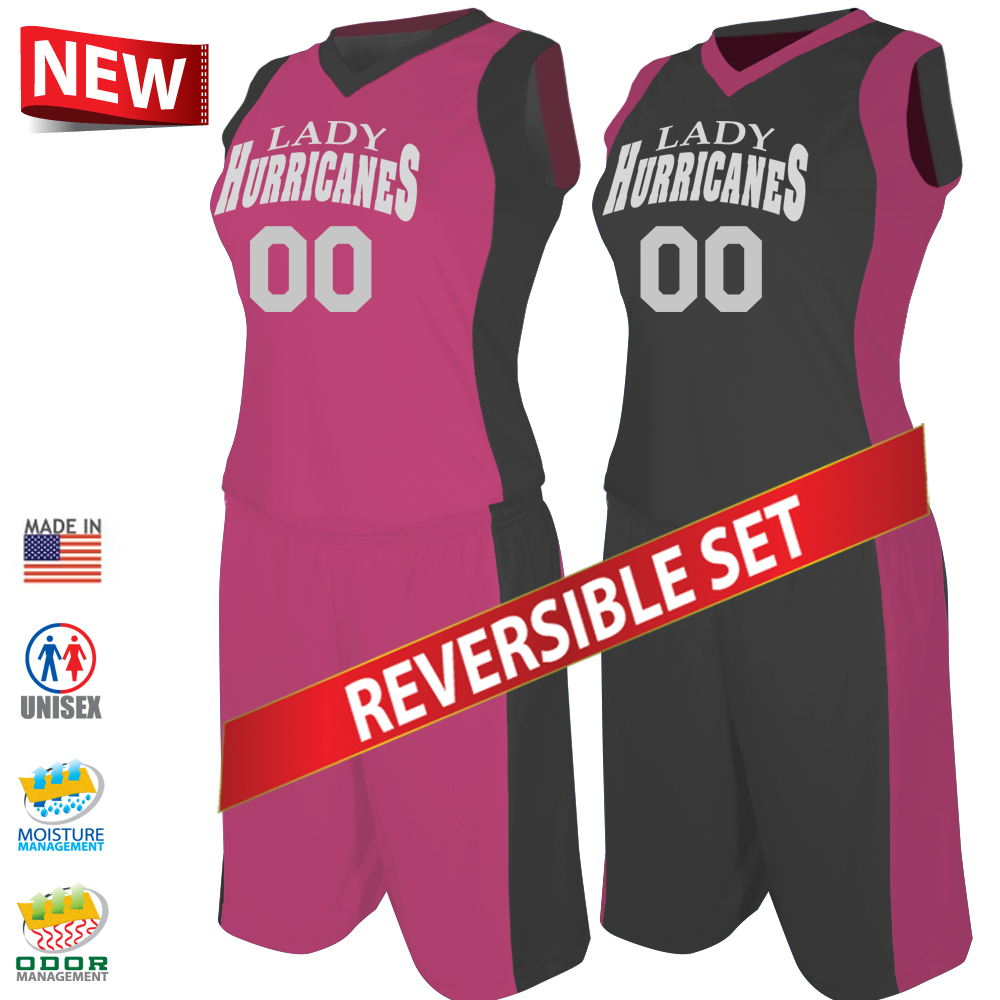 NEW
LADY
HURRICANES
00
LADY
HURRICANES
00
REVERSIBLE SET
MADE IN
UNISEX
MOISTURE
MANAGEMENT
ODOR
MANAGEMENT